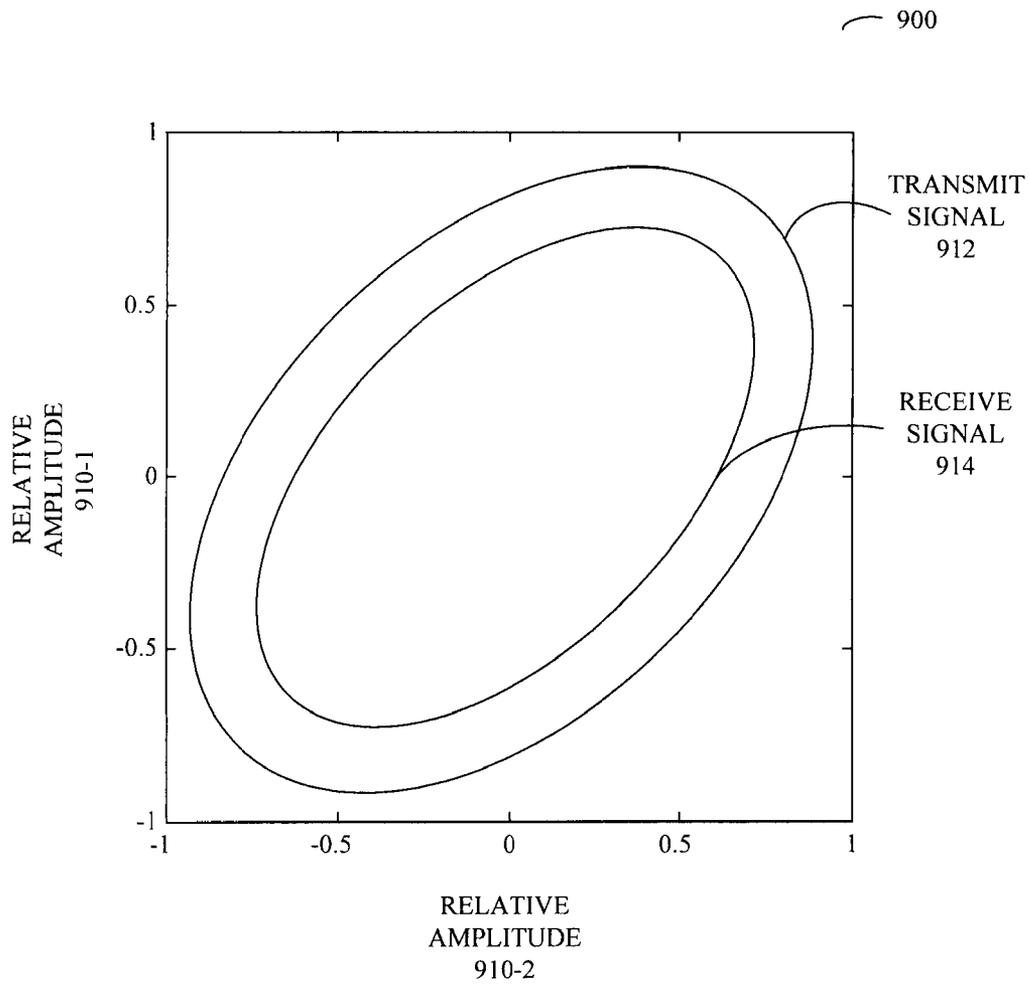 900
1
TRANSMIT
SIGNAL
912
0.5
RECEIVE
SIGNAL
914
RELATIVE
AMPLITUDE
910-1
0
-0.5
-1
-1
-0.5
0
0.5
1
RELATIVE
AMPLITUDE
910-2